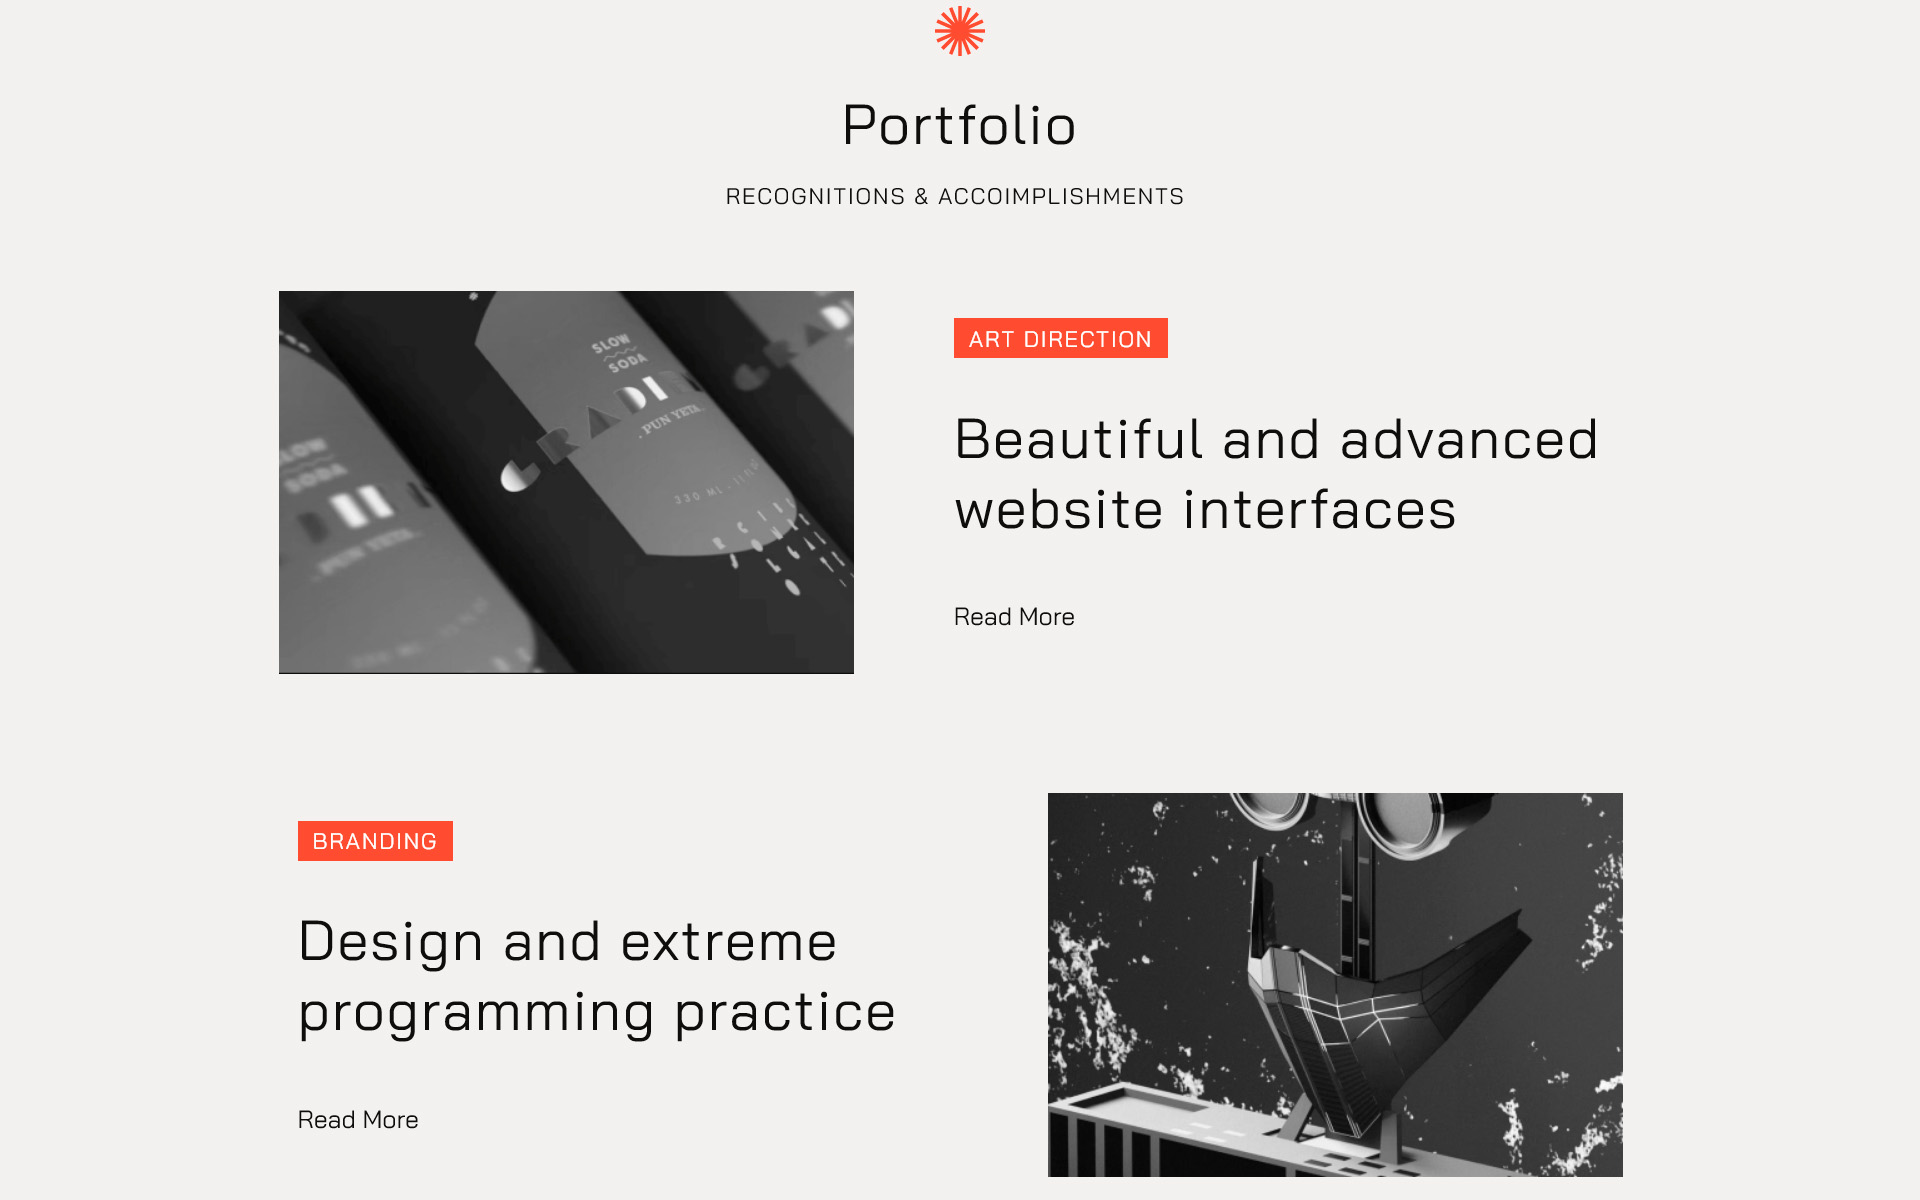 Portfolio
RECOGNITIONS & ACCOIMPLISHMENTS
SLOW
SODA
PUN YETA
330 ML
SODA
ART DIRECTION
Beautiful and advanced
website interfaces
Read More
BRANDING
Design and extreme
programming practice
Read More